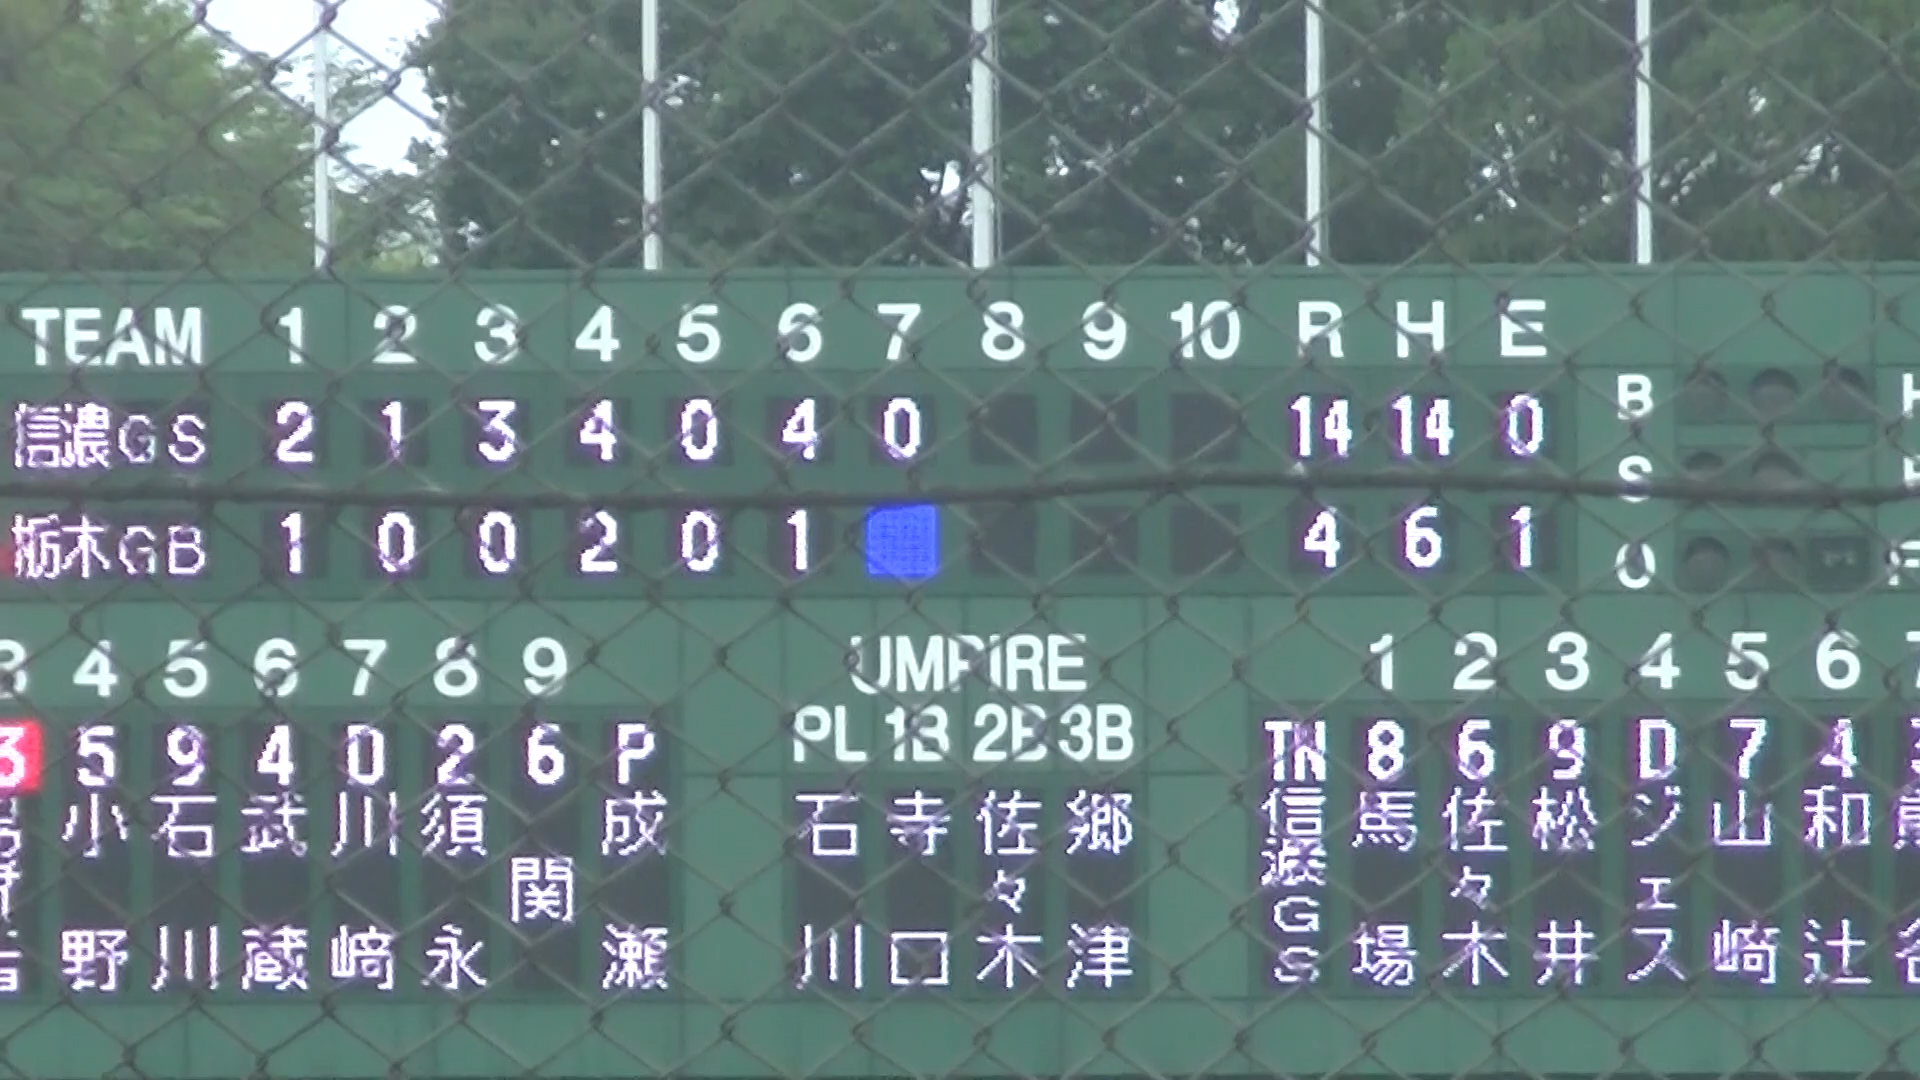 TEAM 1 2 3 4 5 6 7 8 9 10 R H E
信濃GS 2 1 3 4 0 4 0 14 14 0 B
S
栃木GB 1 0 0 2 0 1 4 6 1 O
4 5 6 7 8 9
3 5 9 4 0 2 6 P
小野 石川 武蔵 川﨑 須永 関 成瀬
UMPIRE
PL 1B 2B 3B
石川 寺口 佐々木 郷津
1 2 3 4 5 6
TN 8 6 9 D 7 4
信濃GS 馬場 佐々木 松井 ジェス 山﨑 和辻